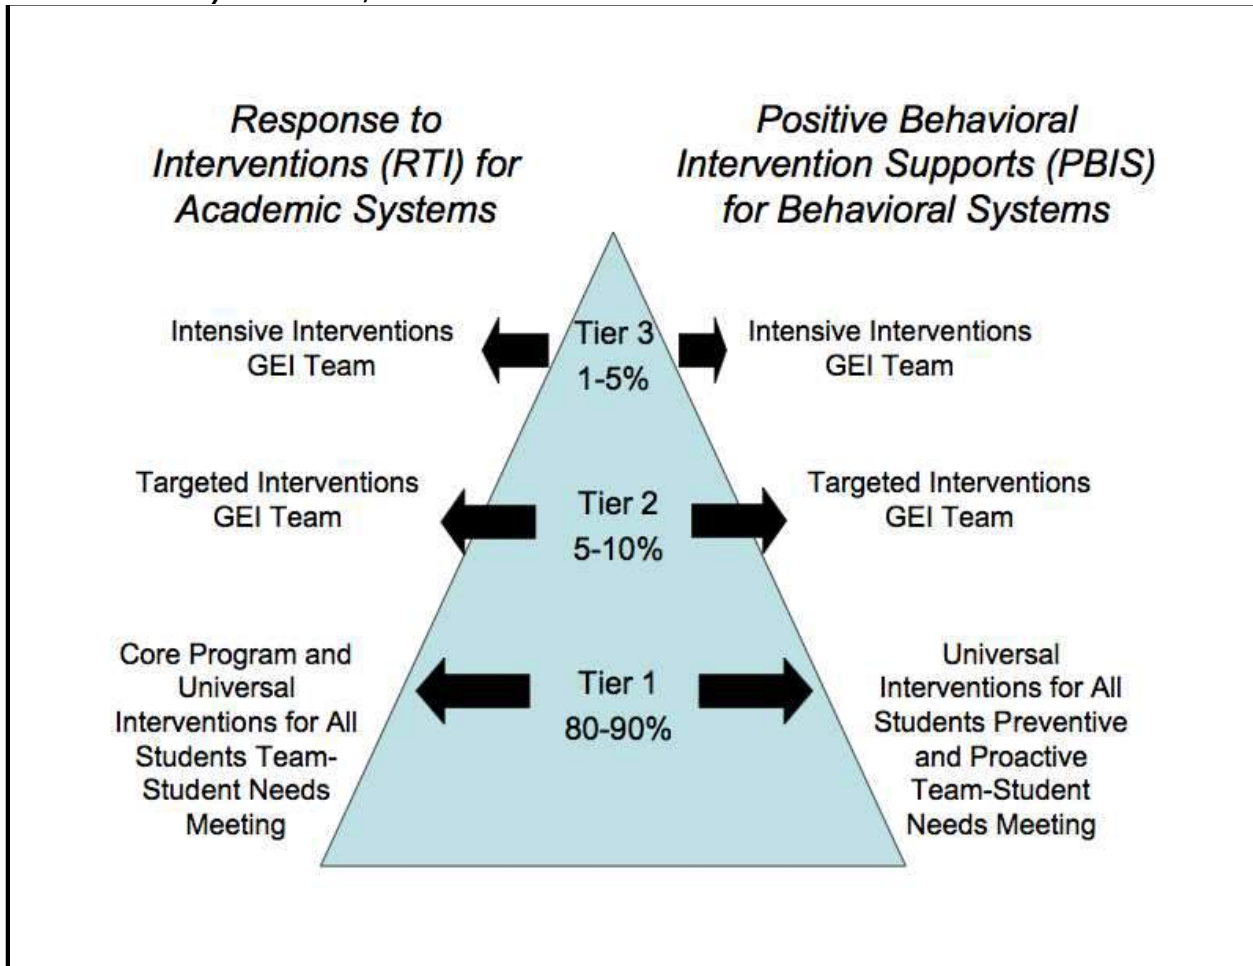 Response to
Interventions (RTI) for
Academic Systems
Positive Behavioral
Intervention Supports (PBIS)
for Behavioral Systems
Intensive Interventions
GEI Team
Tier 3
1-5%
Intensive Interventions
GEI Team
Targeted Interventions
GEI Team
Tier 2
5-10%
Targeted Interventions
GEI Team
Core Program and
Universal
Interventions for All
Students Team-
Student Needs
Meeting
Tier 1
80-90%
Universal
Interventions for All
Students Preventive
and Proactive
Team-Student
Needs Meeting